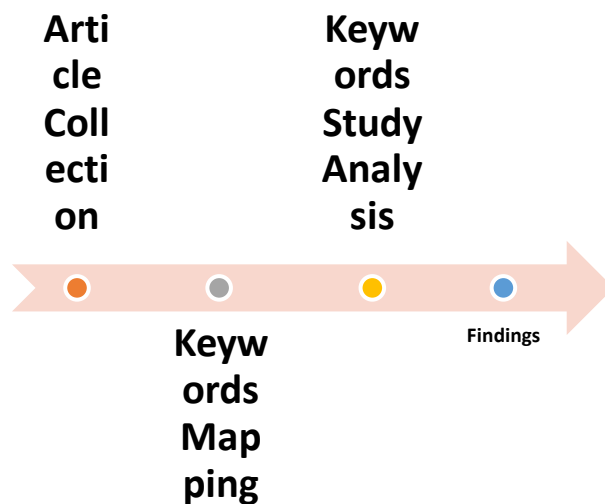 Arti
cle
Coll
ecti
on
Keyw
ords
Map
ping
Keyw
ords
Study
Analy
sis
Findings